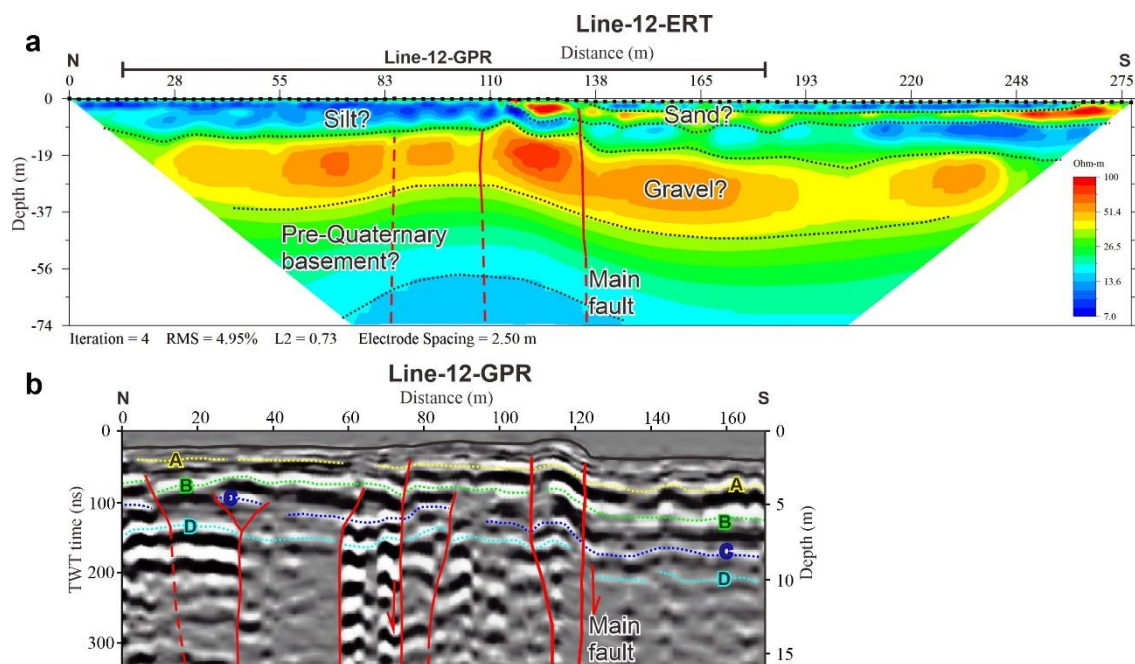 a
Line-12-ERT
N
Line-12-GPR
Distance (m)
S
0 28 55 83 110 138 165 193 220 248 275
0
-19
-37
-56
-74
Depth (m)
Silt?
Sand?
Gravel?
Pre-Quaternary
basement?
Main
fault
Ohm-m
100
51.4
26.5
13.6
7.0
Iteration = 4 RMS = 4.95% L2 = 0.73 Electrode Spacing = 2.50 m
b
Line-12-GPR
N
Distance (m)
S
0 20 40 60 80 100 120 140 160
0
100
200
300
TWT time (ns)
0
5
10
15
Depth (m)
A
B
C
D
A
B
C
D
Main
fault